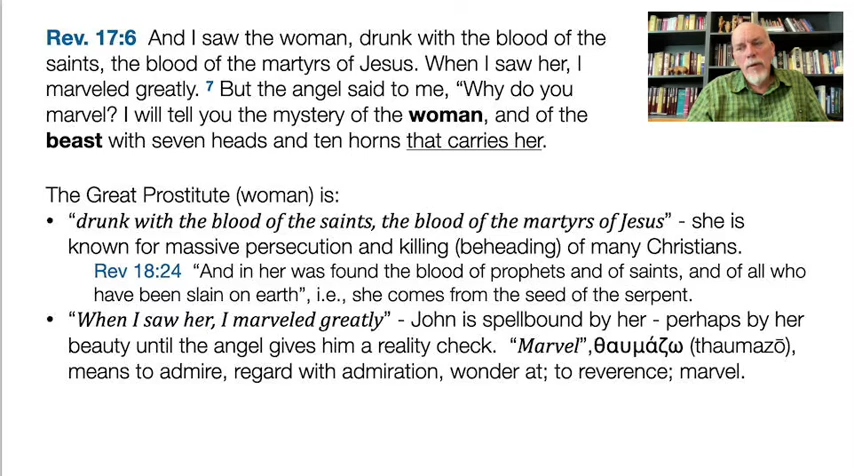 Rev. 17:6 And I saw the woman, drunk with the blood of the
saints, the blood of the martyrs of Jesus. When I saw her, I
marveled greatly. 7 But the angel said to me, “Why do you
marvel? I will tell you the mystery of the woman, and of the
beast with seven heads and ten horns that carries her.
The Great Prostitute (woman) is:
• “drunk with the blood of the saints, the blood of the martyrs of Jesus” - she is
known for massive persecution and killing (beheading) of many Christians.
Rev 18:24 “And in her was found the blood of prophets and of saints, and of all who
have been slain on earth”, i.e., she comes from the seed of the serpent.
• “When I saw her, I marveled greatly” - John is spellbound by her - perhaps by her
beauty until the angel gives him a reality check. “Marvel”,θαυμάζω (thaumazō),
means to admire, regard with admiration, wonder at; to reverence; marvel.